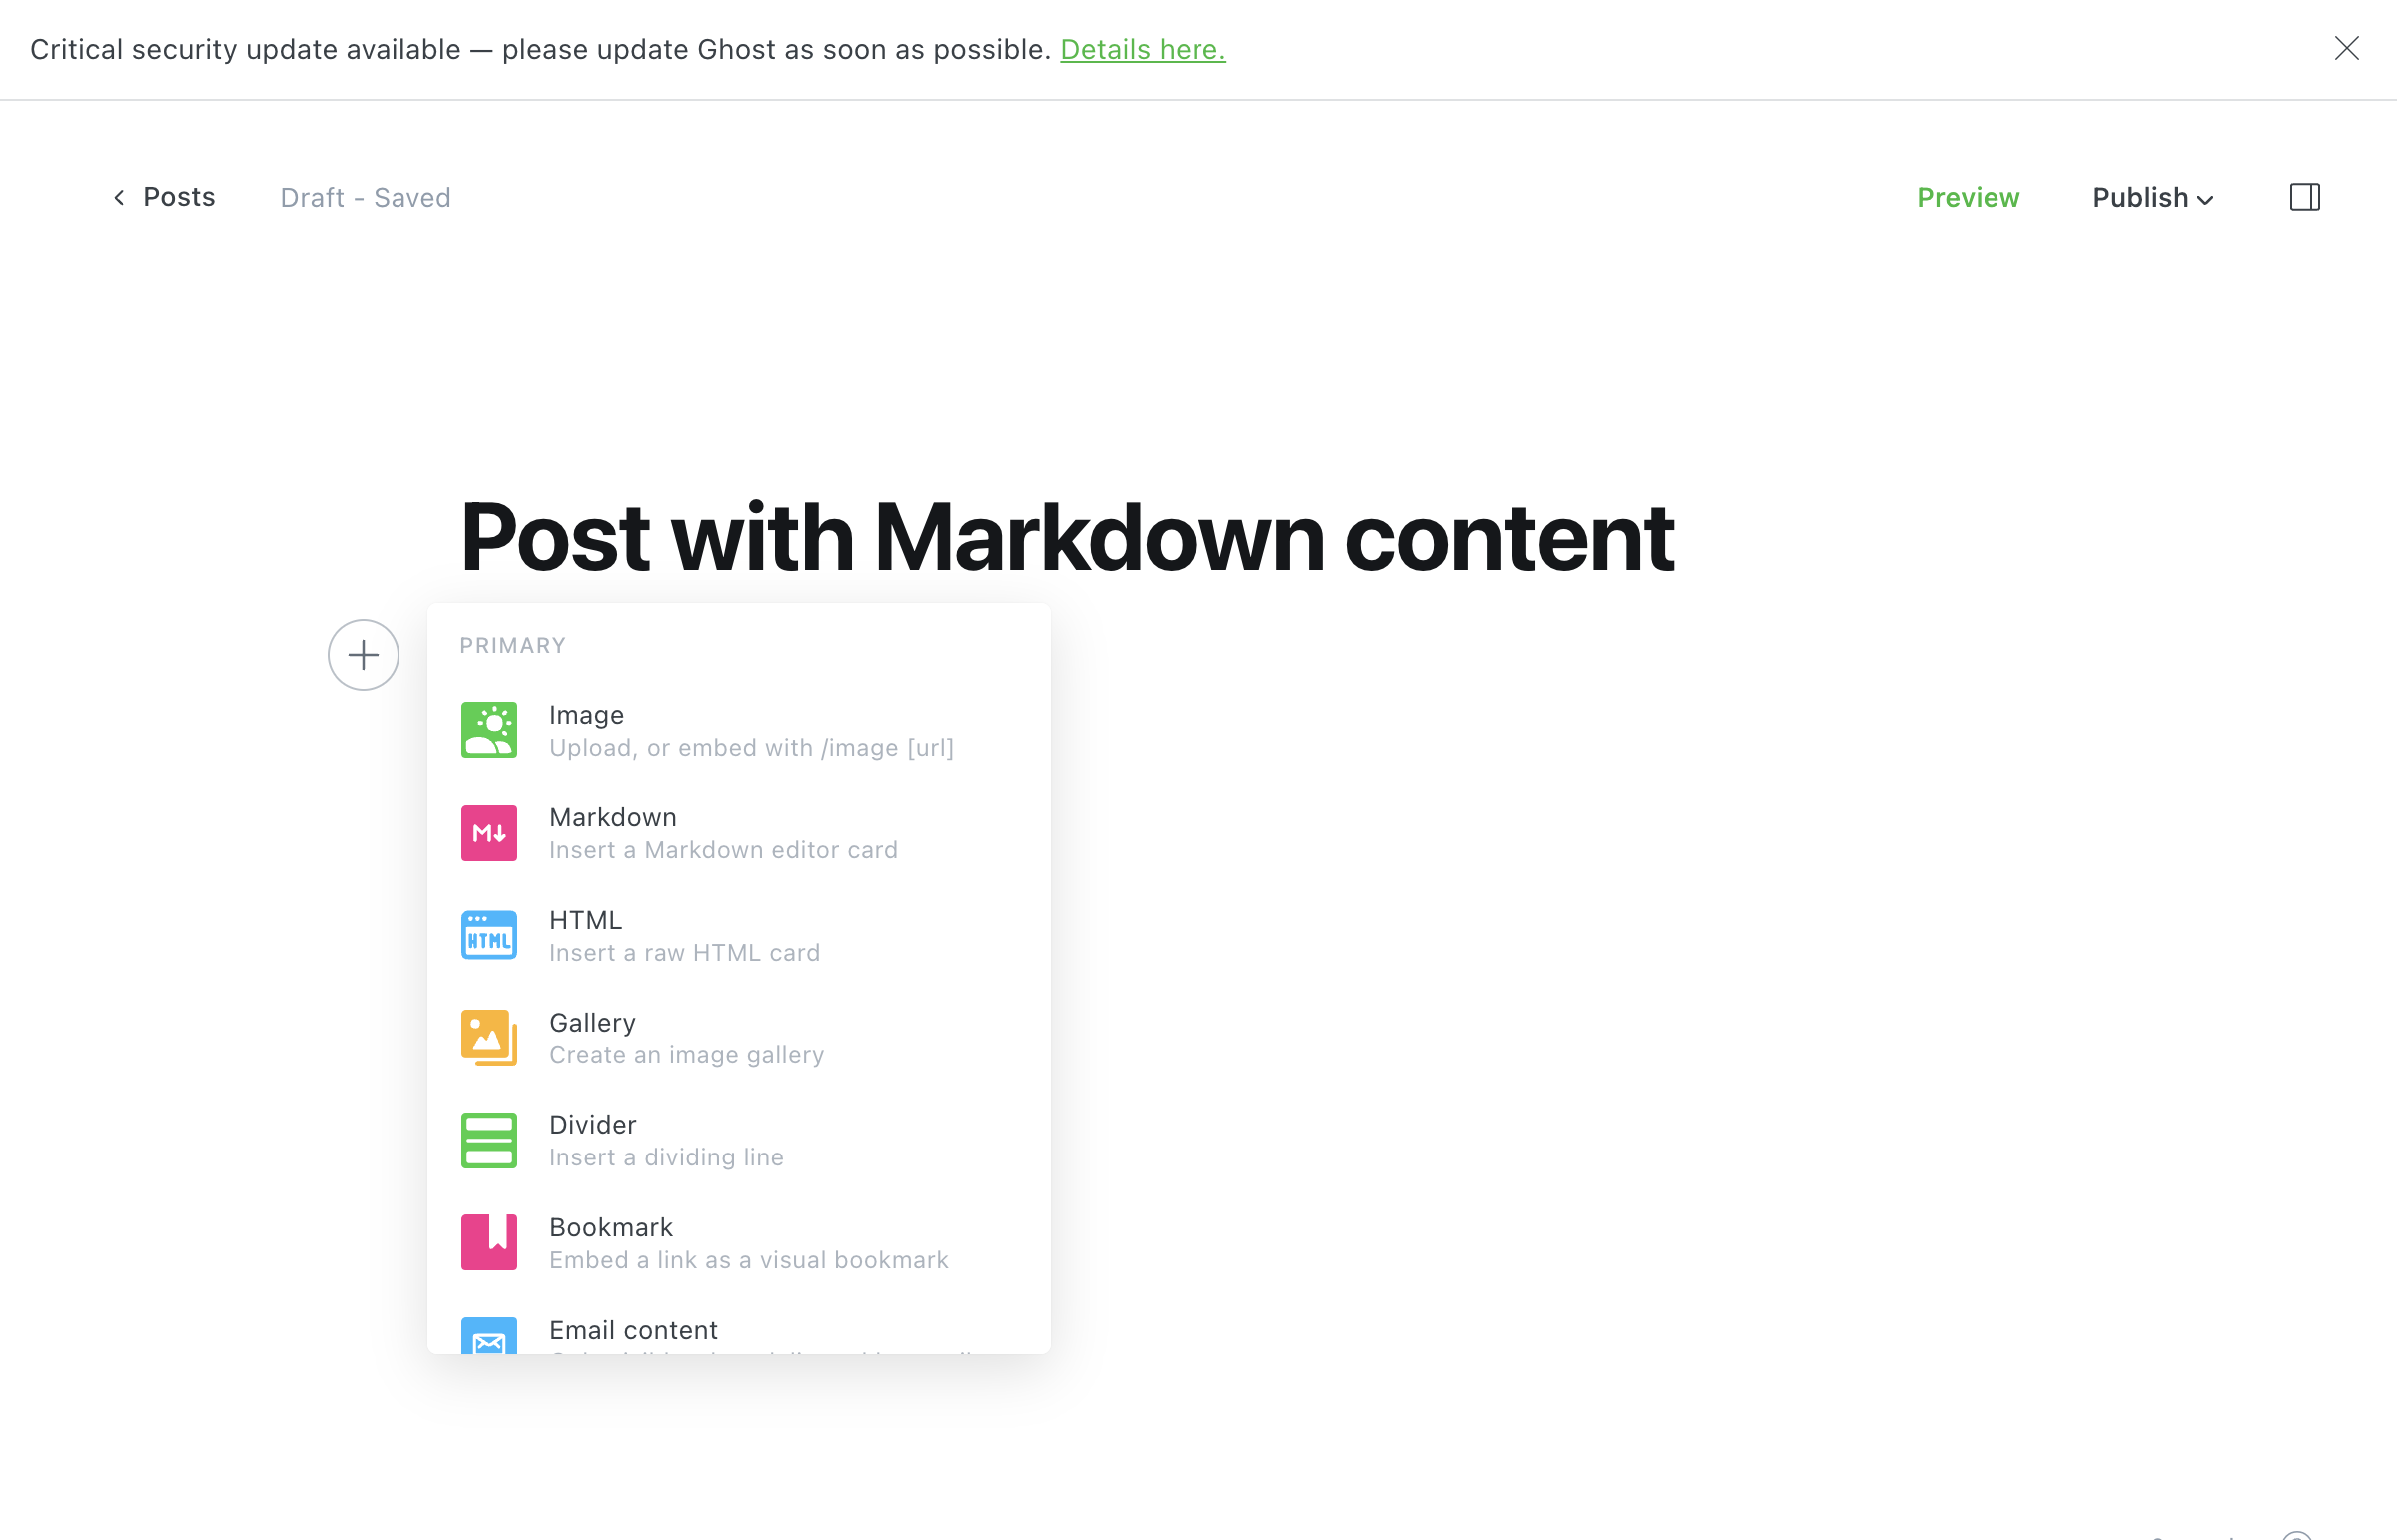 Critical security update available — please update Ghost as soon as possible. Details here.
Posts
Draft - Saved
Preview
Publish
Post with Markdown content
PRIMARY
Image
Upload, or embed with /image [url]
M
Markdown
Insert a Markdown editor card
HTML
HTML
Insert a raw HTML card
Gallery
Create an image gallery
Divider
Insert a dividing line
Bookmark
Embed a link as a visual bookmark
Email content